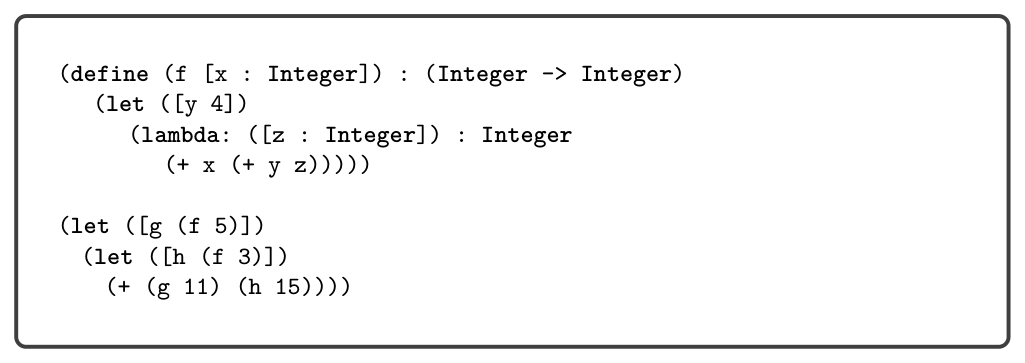 (define (f [x : Integer]) : (Integer -> Integer)
(let ([y 4])
(lambda: ([z : Integer]) : Integer
(+ x (+ y z)))))
(let ([g (f 5)])
(let ([h (f 3)])
(+ (g 11) (h 15))))